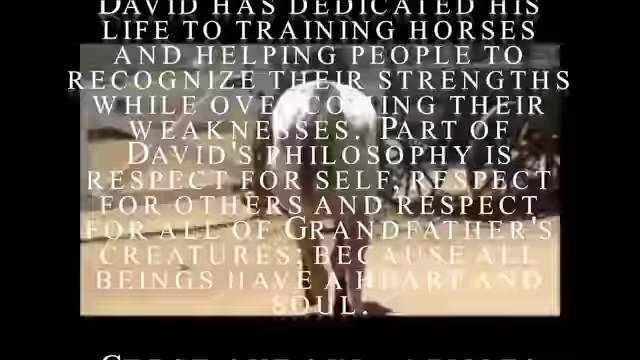 DAVID HAS DEDICATED HIS
LIFE TO TRAINING HORSES
AND HELPING PEOPLE TO
RECOGNIZE THEIR STRENGTHS
WHILE OVERCOMING THEIR
WEAKNESSES. PART OF
DAVID'S PHILOSOPHY IS
RESPECT FOR SELF, RESPECT
FOR OTHERS AND RESPECT
FOR ALL OF GRANDFATHER'S
CREATURES; BECAUSE ALL
BEINGS HAVE A HEART AND
SOUL.